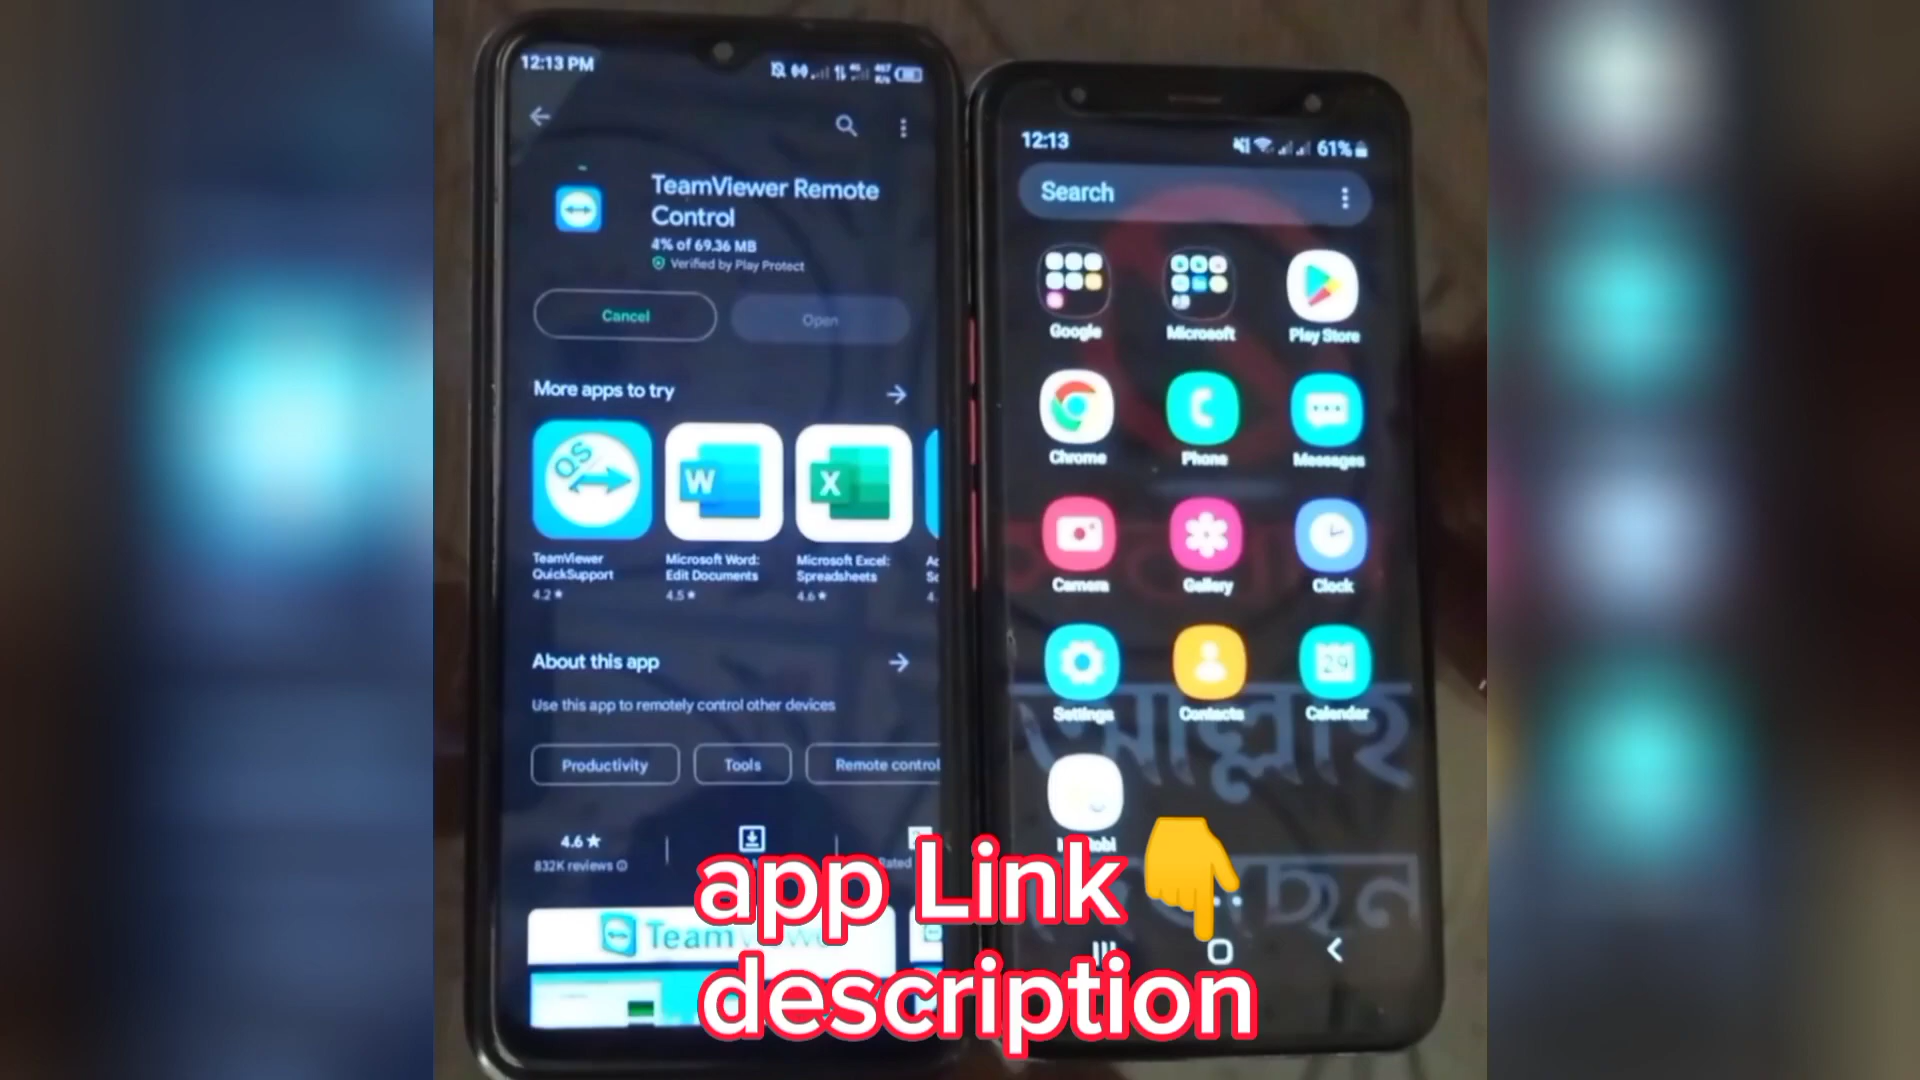 12:13 PM
TeamViewer Remote
Control
4% of 69.36 MB
Verified by Play Protect
Cancel
Open
More apps to try
QS
W
X
TeamViewer
QuickSupport
4.2★
Microsoft Word:
Edit Documents
4.5★
Microsoft Excel:
Spreadsheets
4.6★
About this app
Use this app to remotely control other devices
Productivity
Tools
Remote control
4.6★
832K reviews
Rated
Team
12:13
61%
Search
Google
Microsoft
Play Store
Chrome
Phone
Messages
Camera
Gallery
Clock
29
Settings
Contacts
Calendar
আল্লাহ
app Link👇
description